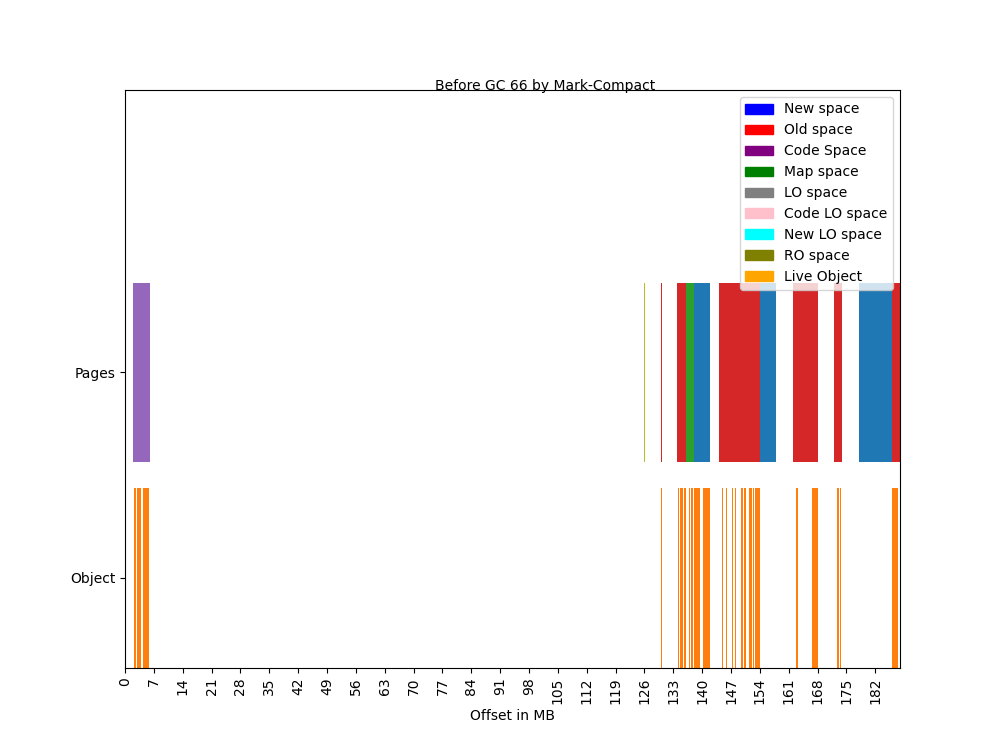 Before GC 66 by Mark-Compact
New space
Old space
Code Space
Map space
LO space
Code LO space
New LO space
RO space
Live Object
Pages
Object
0 7 14 21 28 35 42 49 56 63 70 77 84 91 98 105 112 119 126 133 140 147 154 161 168 175 182
Offset in MB